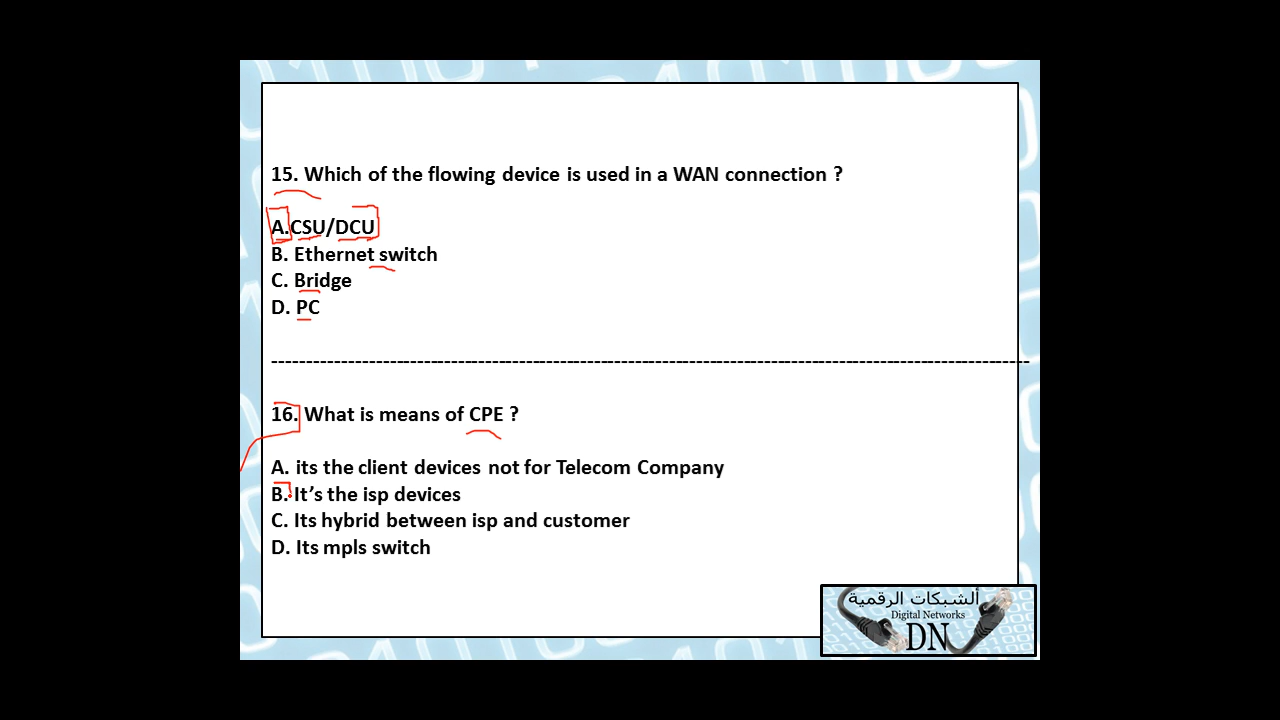 15. Which of the flowing device is used in a WAN connection ?
A.CSU/DCU
B. Ethernet switch
C. Bridge
D. PC
--------------------------------------------------------------------------------------------------------------
16. What is means of CPE ?
A. its the client devices not for Telecom Company
B. It’s the isp devices
C. Its hybrid between isp and customer
D. Its mpls switch
ألشبكات الرقمية
Digital Networks
DN